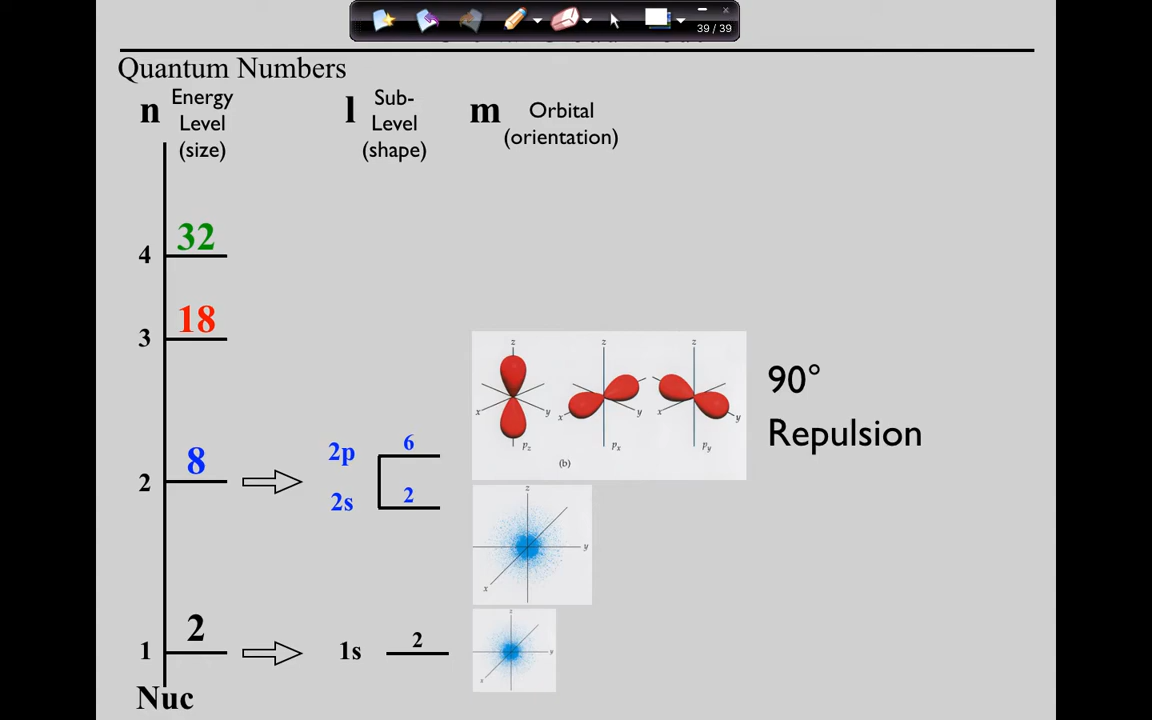 39 / 39
Quantum Numbers
n Energy Level (size)
l Sub-Level (shape)
m Orbital (orientation)
4 32
3 18
2 8
2p 6
2s 2
z x y Pz
z x y Px
z x y Py
(b)
90°
Repulsion
z y x
1 2
1s 2
z y x
Nuc